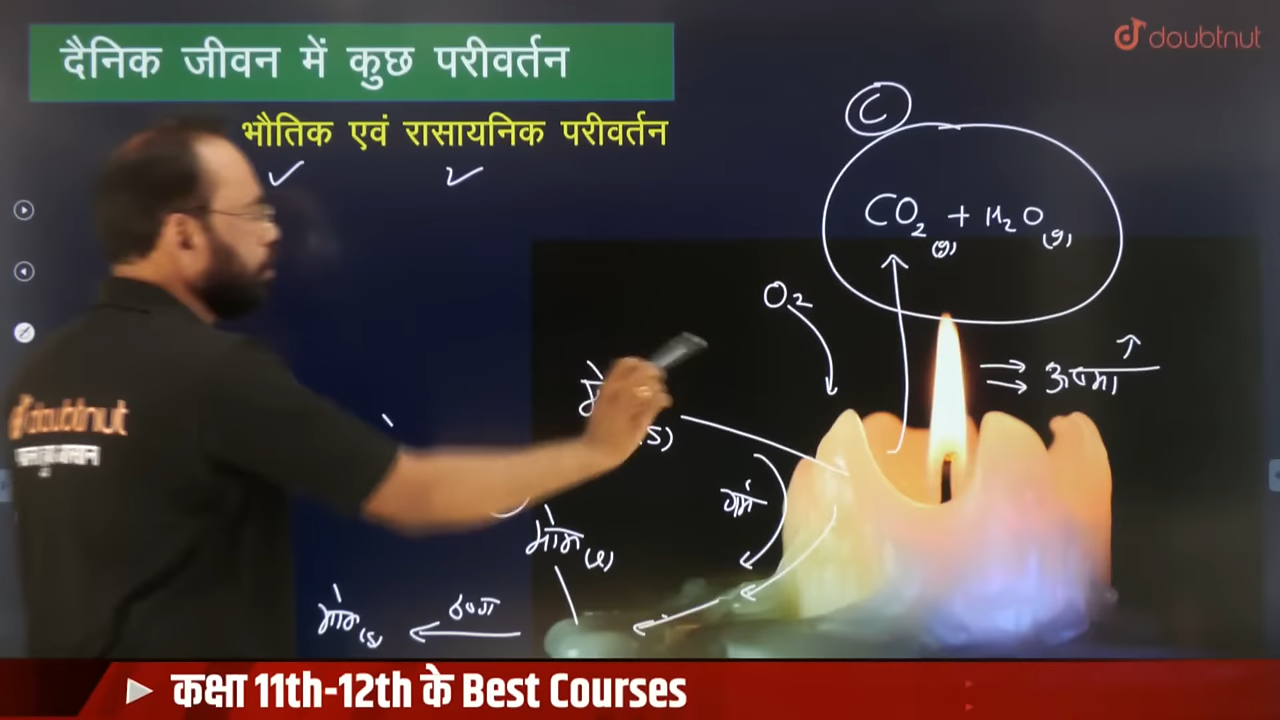 दैनिक जीवन में कुछ परीवर्तन
doubtnut
भौतिक एवं रासायनिक परीवर्तन
C
CO₂(g) + H₂O(g)
O₂
ऊष्मा ↑
(S)
गर्म
doubtnut
मोम(l)
ठण्डा
मोम(s)
कक्षा 11th-12th के Best Courses